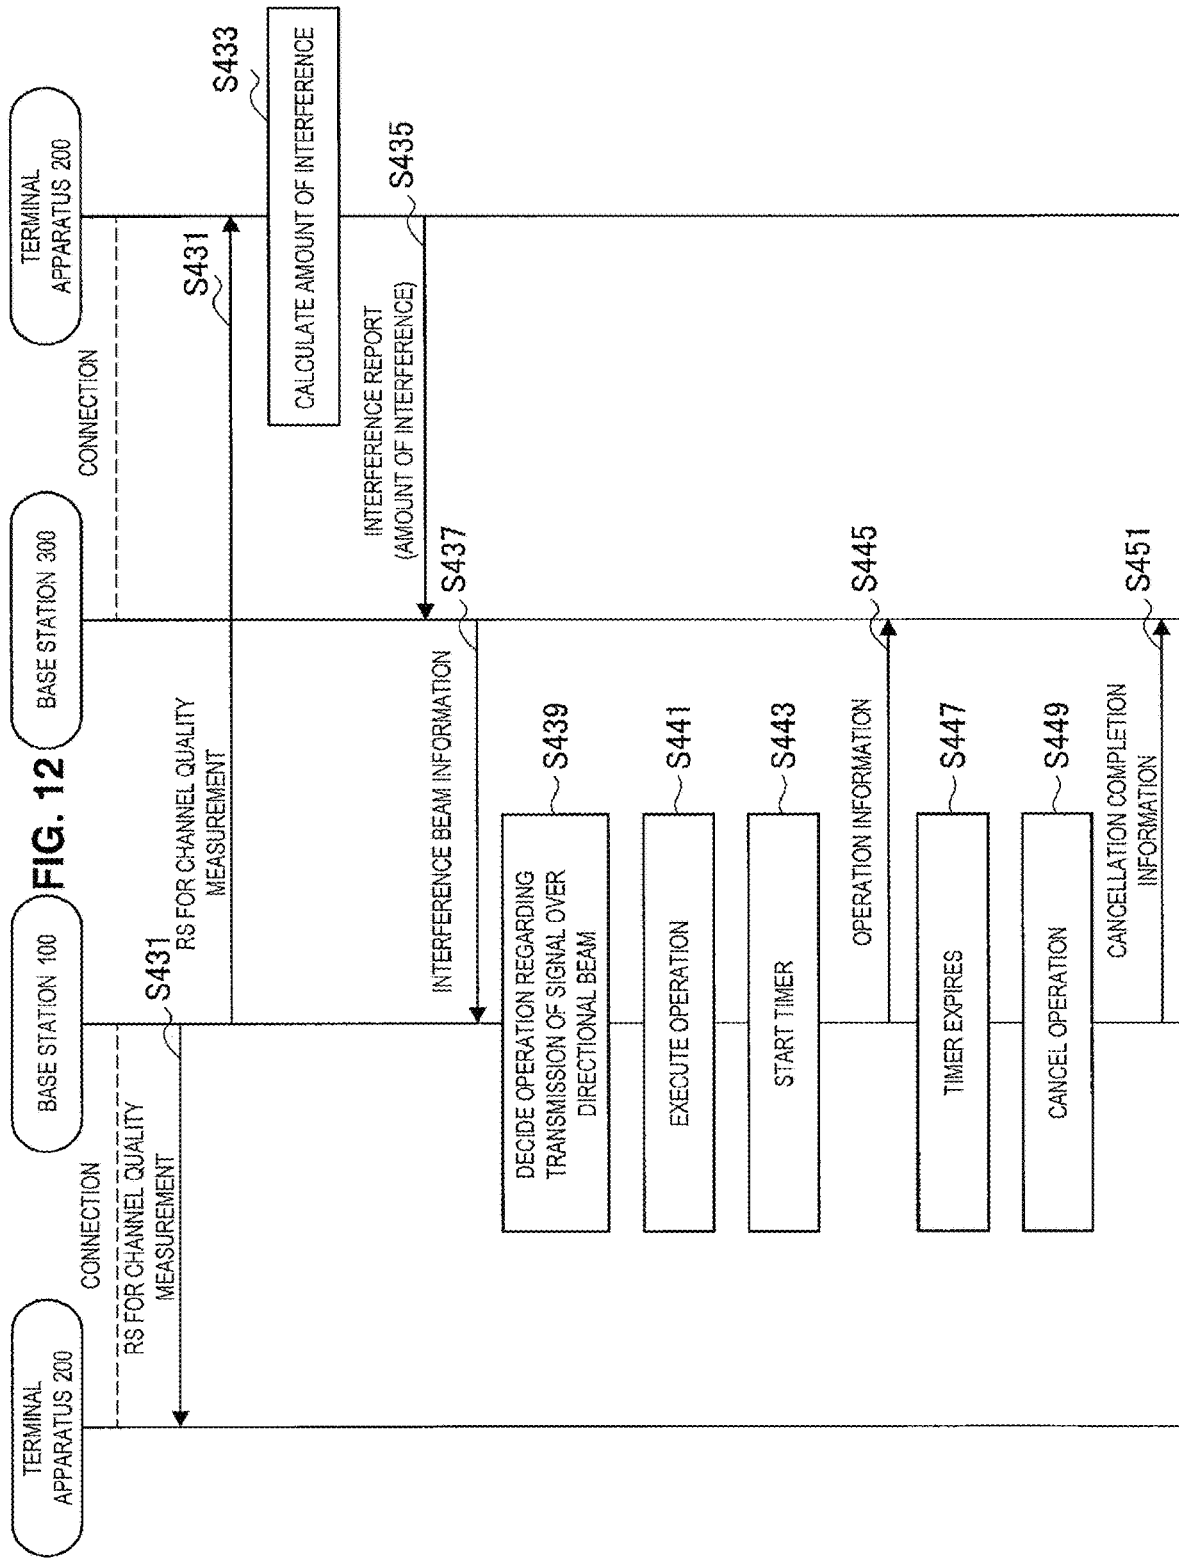 FIG. 12
TERMINAL
APPARATUS 200
BASE STATION 100
BASE STATION 300
TERMINAL
APPARATUS 200
CONNECTION
CONNECTION
RS FOR CHANNEL QUALITY
MEASUREMENT
S431
RS FOR CHANNEL QUALITY
MEASUREMENT
S431
CALCULATE AMOUNT OF INTERFERENCE
S433
INTERFERENCE REPORT
(AMOUNT OF INTERFERENCE)
S435
INTERFERENCE BEAM INFORMATION
S437
DECIDE OPERATION REGARDING
TRANSMISSION OF SIGNAL OVER
DIRECTIONAL BEAM
S439
EXECUTE OPERATION
S441
START TIMER
S443
OPERATION INFORMATION
S445
TIMER EXPIRES
S447
CANCEL OPERATION
S449
CANCELLATION COMPLETION
INFORMATION
S451